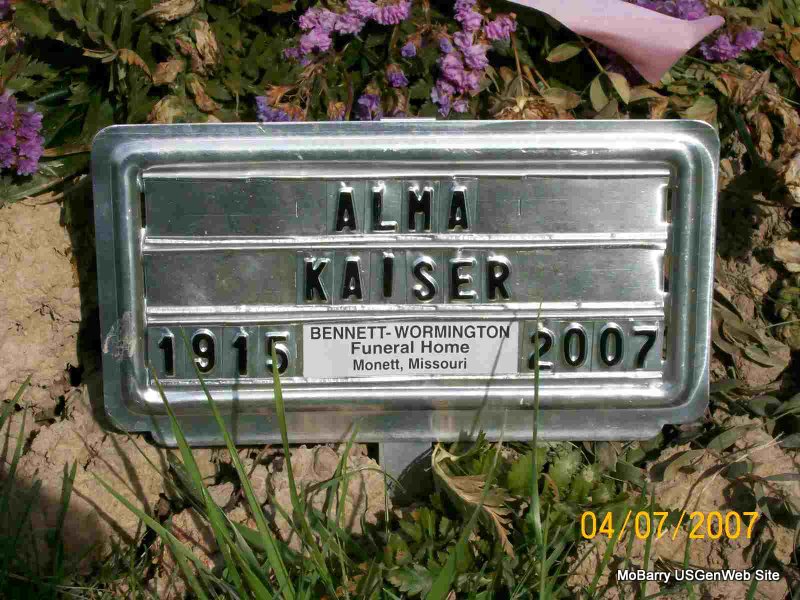 ALMA
KAISER
1915 BENNETT-WORMINGTON 2007
Funeral Home
Monett, Missouri
04/07/2007
MoBarry USGenWeb Site